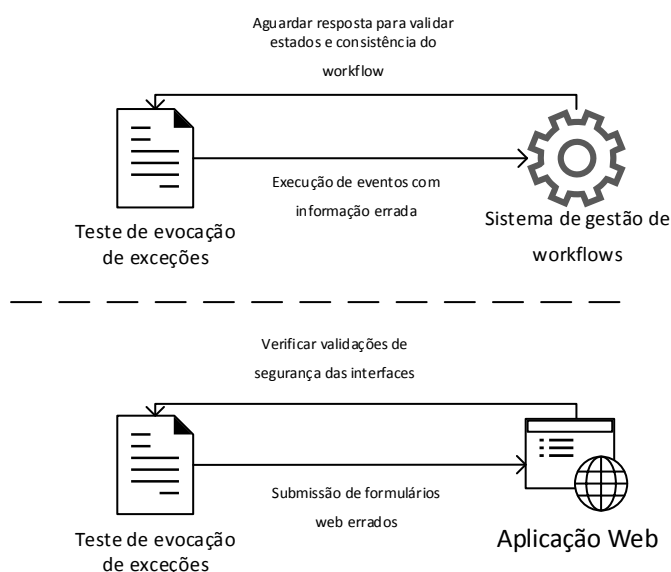 Aguardar resposta para validar
estados e consistência do
workflow
Execução de eventos com
informação errada
Teste de evocação
de exceções
Sistema de gestão de
workflows
Verificar validações de
segurança das interfaces
Submissão de formulários
web errados
Teste de evocação
de exceções
Aplicação Web